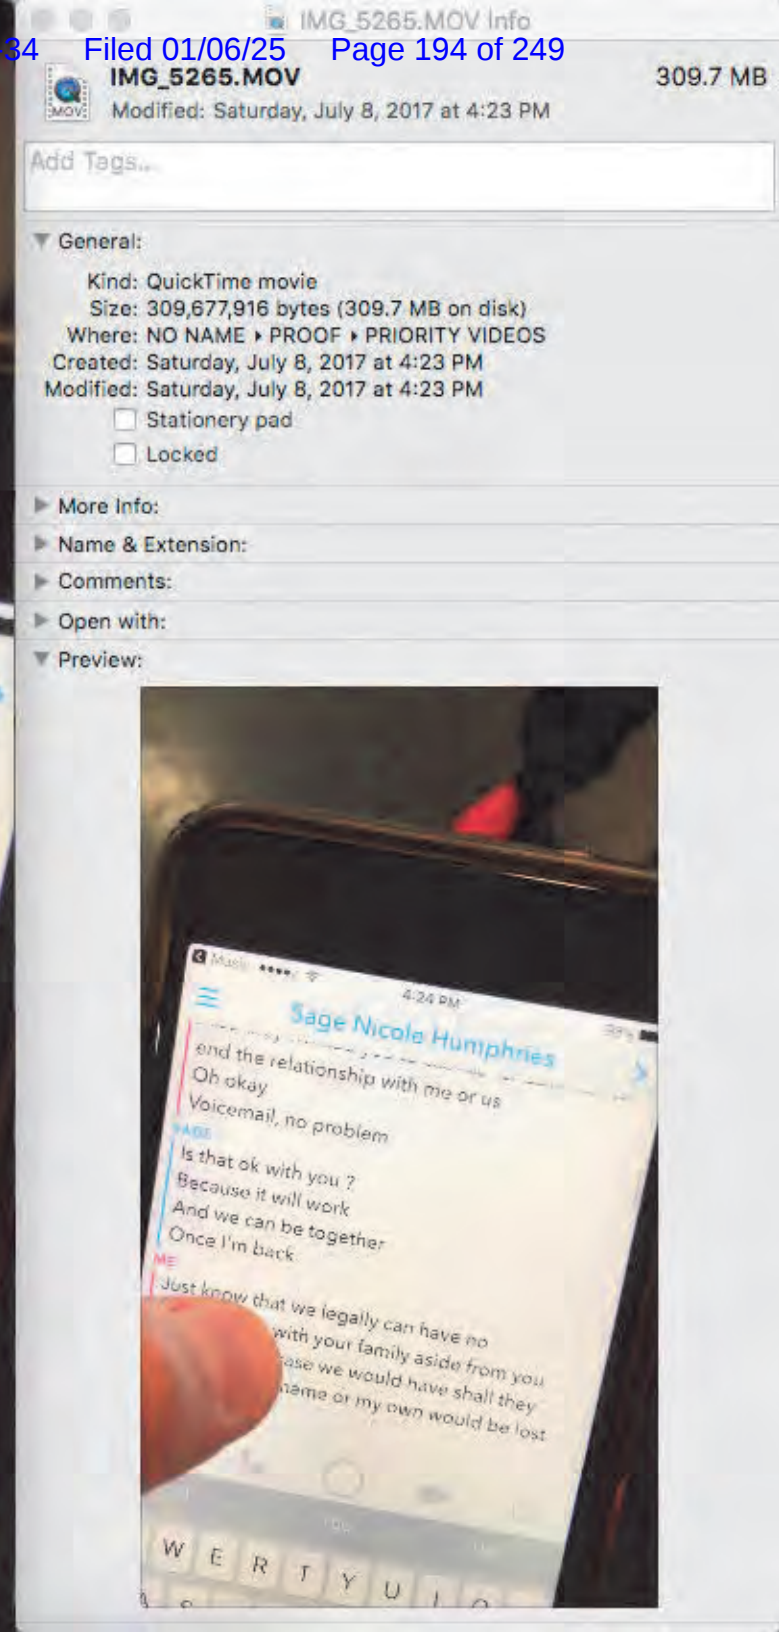 IMG_5265.MOV Info
34 Filed 01/06/25 Page 194 of 249
IMG_5265.MOV 309.7 MB
Modified: Saturday, July 8, 2017 at 4:23 PM
MOV
Add Tags...
General:
Kind: QuickTime movie
Size: 309,677,916 bytes (309.7 MB on disk)
Where: NO NAME ▸ PROOF ▸ PRIORITY VIDEOS
Created: Saturday, July 8, 2017 at 4:23 PM
Modified: Saturday, July 8, 2017 at 4:23 PM
Stationery pad
Locked
More Info:
Name & Extension:
Comments:
Open with:
Preview:
Music 4:24 PM
Sage Nicole Humphries
end the relationship with me or us
Oh okay
Voicemail, no problem
SAGE
Is that ok with you ?
Because it will work
And we can be together
Once I'm back
ME
Just know that we legally can have no
with your family aside from you
we would have shall they
name or my own would be lost
W E R T Y U I O